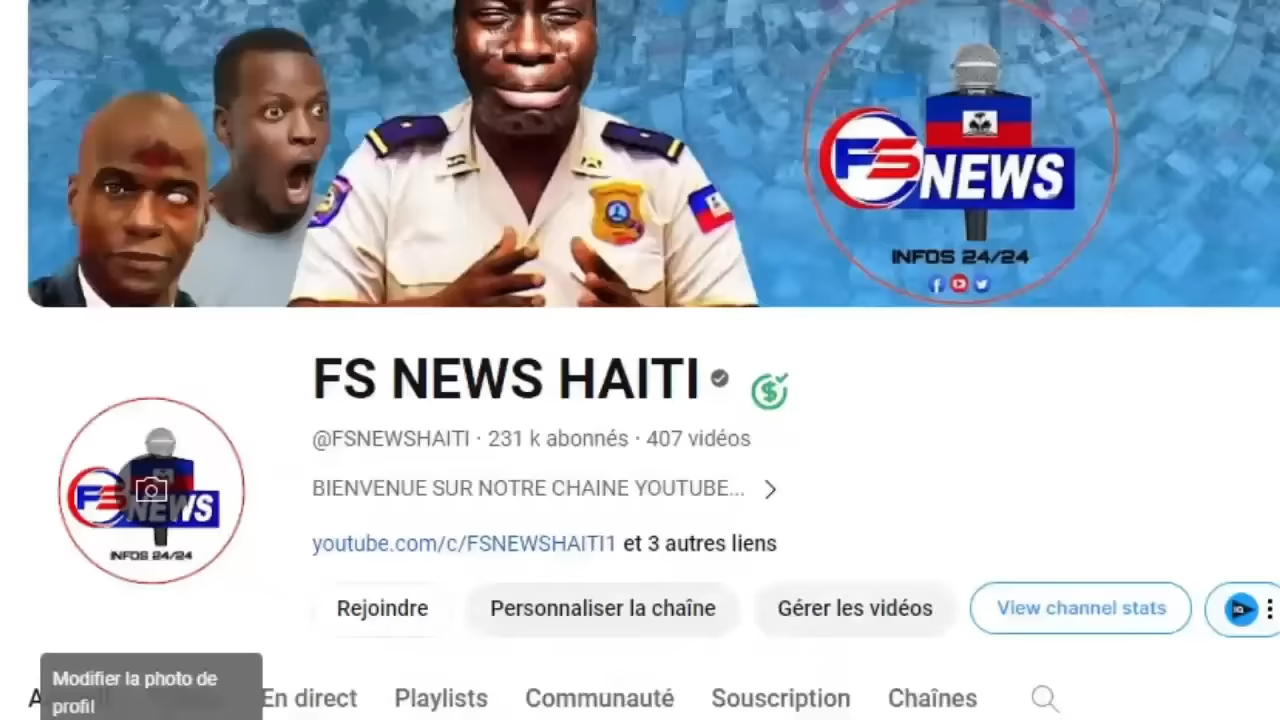 FS NEWS
INFOS 24/24
FS NEWS HAITI
@FSNEWSHAITI · 231 k abonnés · 407 vidéos
BIENVENUE SUR NOTRE CHAINE YOUTUBE...
youtube.com/c/FSNEWSHAITI1 et 3 autres liens
FS NEWS
INFOS 24/24
Rejoindre Personnaliser la chaîne Gérer les vidéos View channel stats
Modifier la photo de
profil
En direct Playlists Communauté Souscription Chaînes